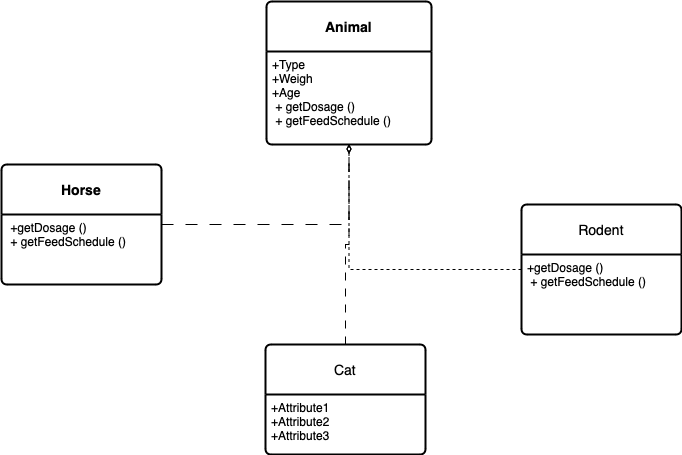 Animal
+Type
+Weigh
+Age
+ getDosage ()
+ getFeedSchedule ()
Horse
+getDosage ()
+ getFeedSchedule ()
Rodent
+getDosage ()
+ getFeedSchedule ()
Cat
+Attribute1
+Attribute2
+Attribute3